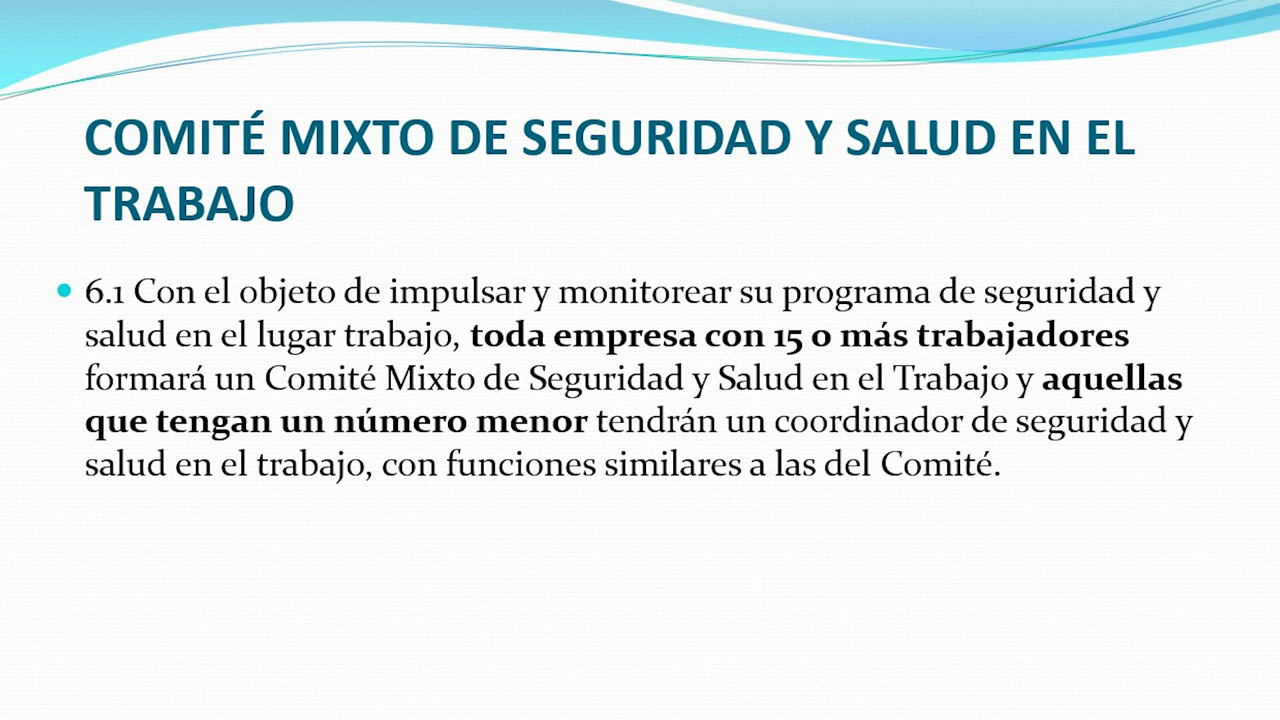 COMITÉ MIXTO DE SEGURIDAD Y SALUD EN EL
TRABAJO
• 6.1 Con el objeto de impulsar y monitorear su programa de seguridad y
salud en el lugar trabajo, toda empresa con 15 o más trabajadores
formará un Comité Mixto de Seguridad y Salud en el Trabajo y aquellas
que tengan un número menor tendrán un coordinador de seguridad y
salud en el trabajo, con funciones similares a las del Comité.